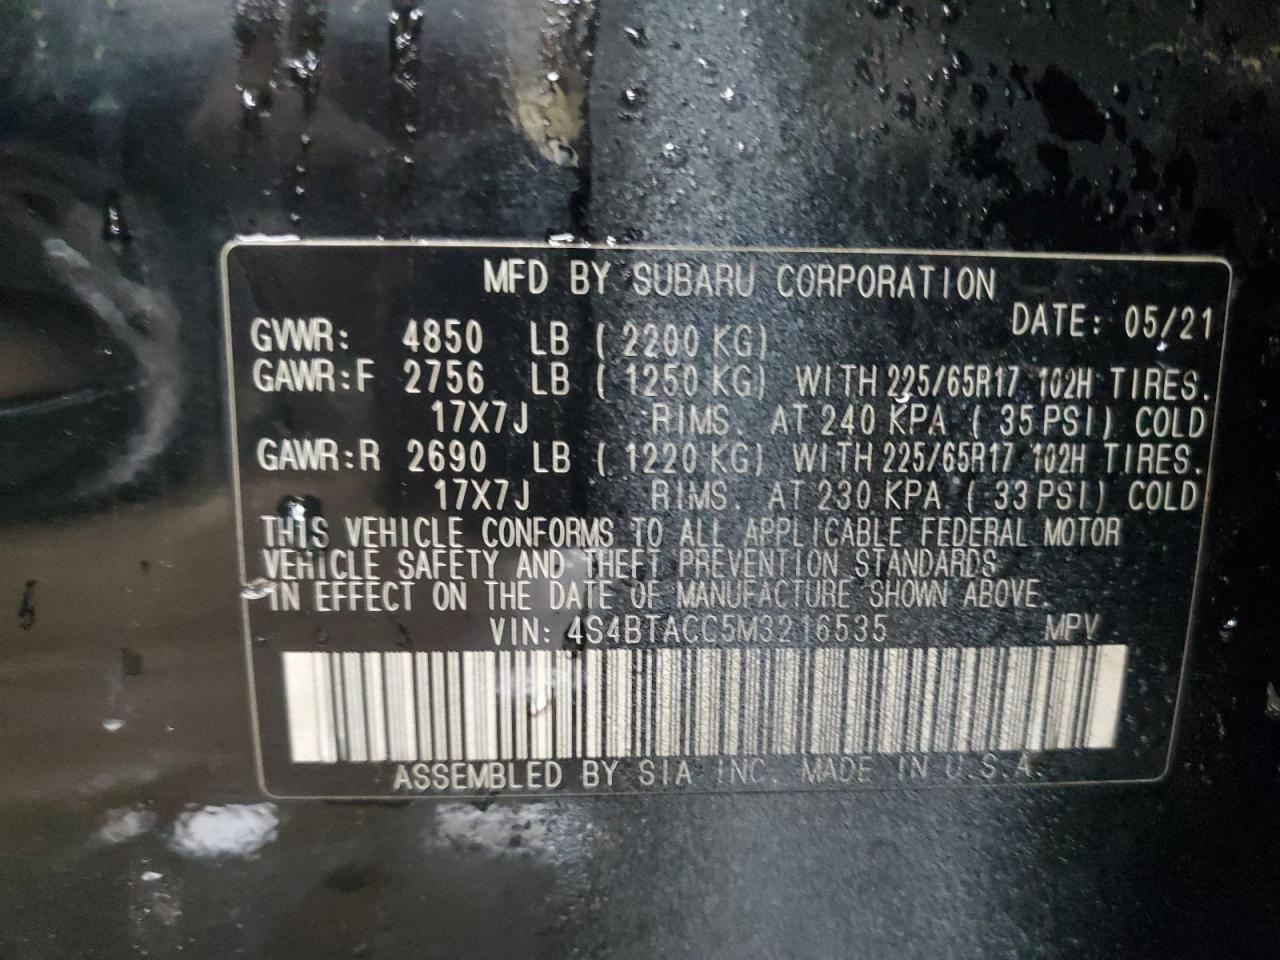 MFD BY SUBARU CORPORATION
DATE: 05/21
GVWR: 4850 LB ( 2200 KG)
GAWR:F 2756 LB ( 1250 KG) WITH 225/65R17 102H TIRES.
17X7J RIMS. AT 240 KPA ( 35 PSI) COLD
GAWR:R 2690 LB ( 1220 KG) WITH 225/65R17 102H TIRES.
17X7J RIMS. AT 230 KPA ( 33 PSI) COLD
THIS VEHICLE CONFORMS TO ALL APPLICABLE FEDERAL MOTOR
VEHICLE SAFETY AND THEFT PREVENTION STANDARDS
IN EFFECT ON THE DATE OF MANUFACTURE SHOWN ABOVE.
VIN: 4S4BTACC5M3216535 MPV
ASSEMBLED BY SIA INC. MADE IN U.S.A.